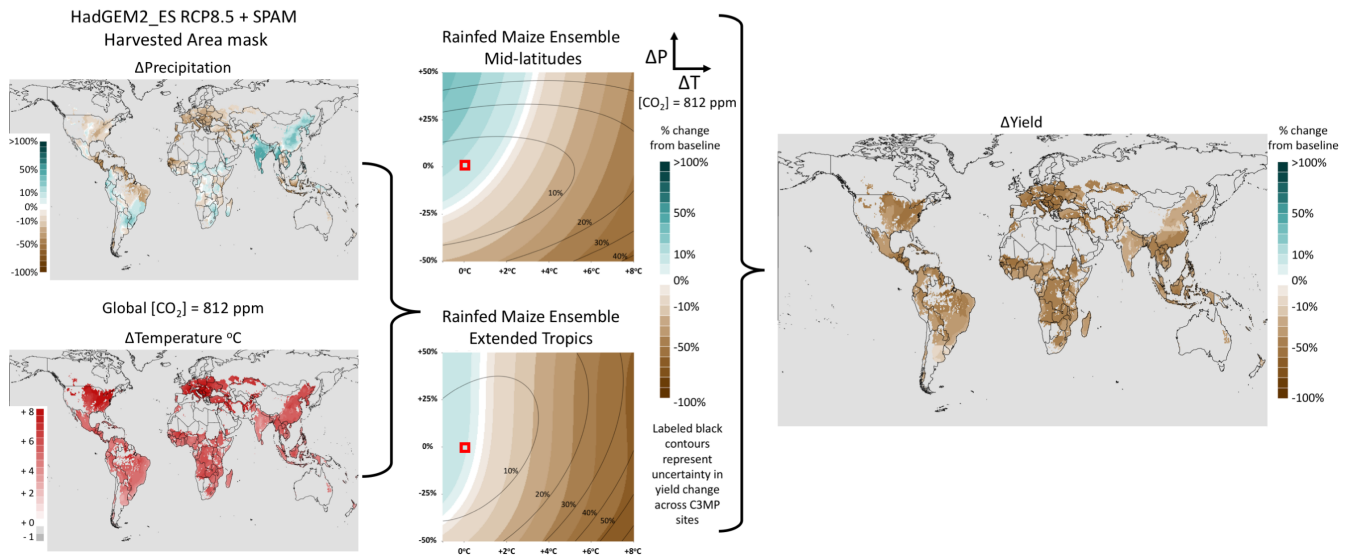 HadGEM2_ES RCP8.5 + SPAM
Harvested Area mask
ΔPrecipitation
>100%
50%
10%
0%
-10%
-50%
-100%
Global [CO₂] = 812 ppm
ΔTemperature °C
+ 8
+ 6
+ 4
+ 2
+ 0
- 1
Rainfed Maize Ensemble
Mid-latitudes
+50%
+25%
0%
-25%
-50%
0°C
+2°C
+4°C
+6°C
+8°C
10%
20%
30%
40%
Rainfed Maize Ensemble
Extended Tropics
+50%
+25%
0%
-25%
-50%
0°C
+2°C
+4°C
+6°C
+8°C
10%
20%
30%
40%
50%
ΔP
ΔT
[CO₂] = 812 ppm
% change
from baseline
>100%
50%
10%
0%
-10%
-50%
-100%
Labeled black
contours
represent
uncertainty in
yield change
across C3MP
sites
ΔYield
% change
from baseline
>100%
50%
10%
0%
-10%
-50%
-100%